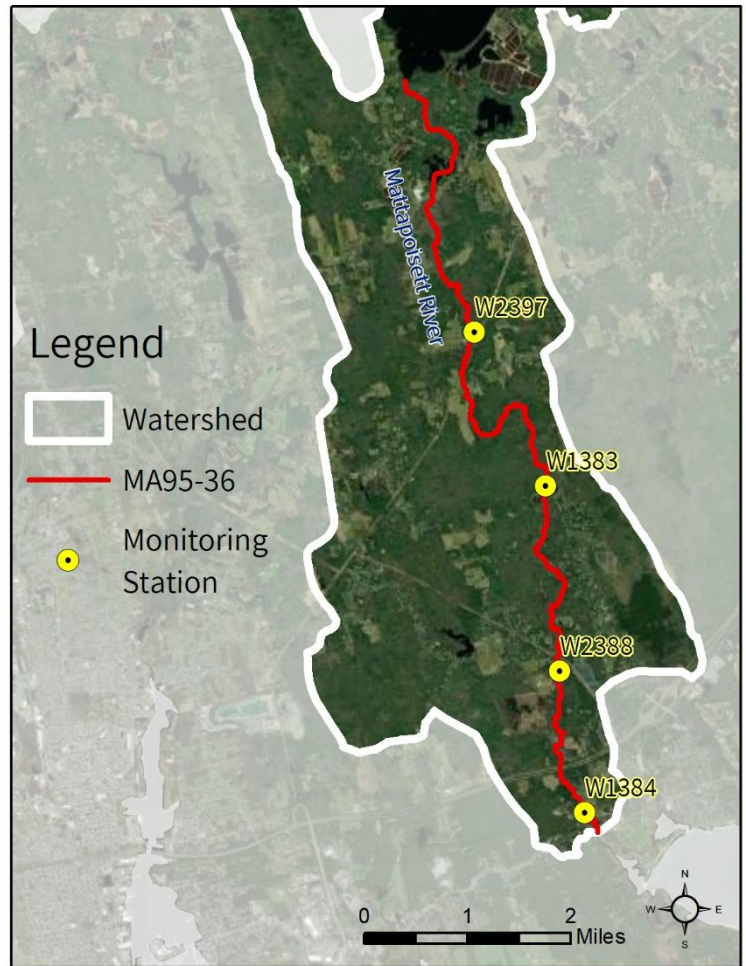 Mattapoisett River
W2397
Legend
Watershed
MA95-36
Monitoring
Station
W1383
W2388
W1384
0 1 2
Miles
N
W E
S